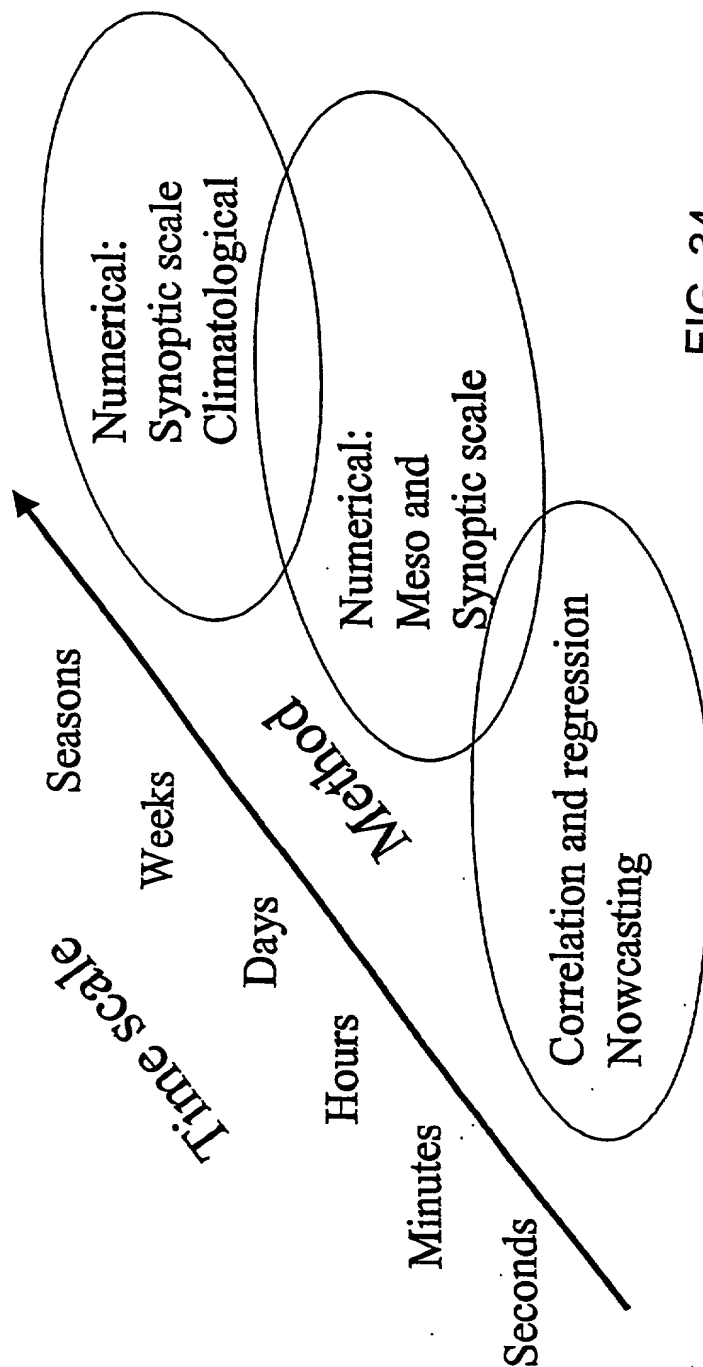 Time scale
Seasons
Weeks
Days
Hours
Minutes
Seconds
Method
Numerical:
Synoptic scale
Climatological
Numerical:
Meso and
Synoptic scale
Correlation and regression
Nowcasting